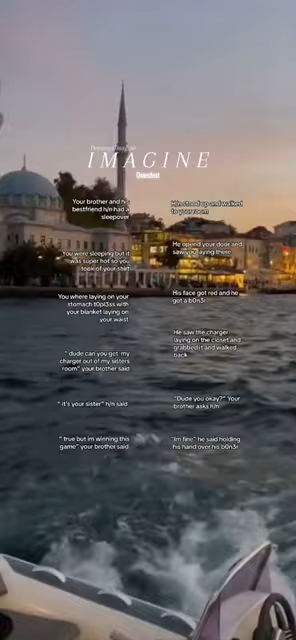 Personal Imagine
IMAGINE
Oneshot
Your brother and his
bestfriend h/n had a
sleepover
You were sleeping but it
was super hot so you
took of your shirt
You where laying on your
stomach t0pl3ss with
your blanket laying on
your waist
" dude can you get my
charger out of my sisters
room" your brother said
" it's your sister" h/n said
" true but im winning this
game" your brother said
H/n stood up and walked
to your room
He opend your door and
saw you laying there
His face got red and he
got a b0n3r
He saw the charger
laying on the closet and
grabbed it and walked
back
"Dude you okay?" Your
brother asks h/n
"Im fine" he said holding
his hand over his b0n3r